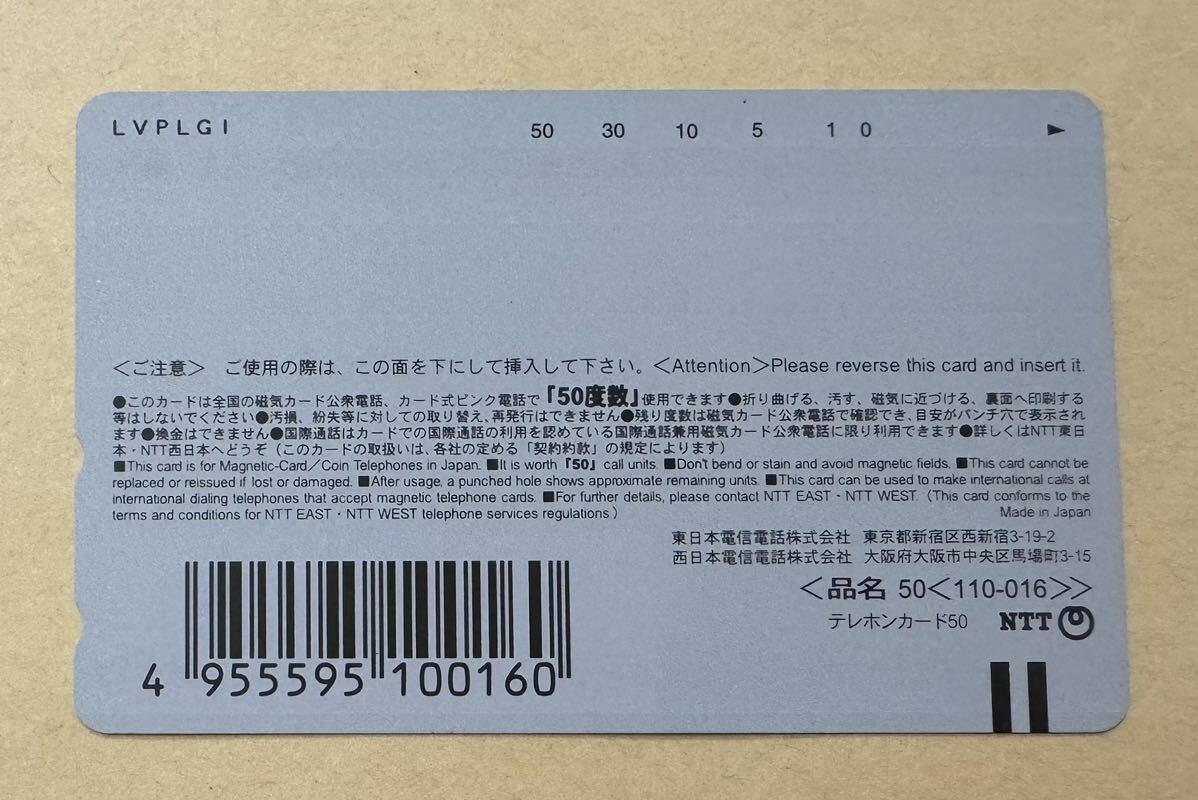 LVPLGI 50 30 10 5 1 0 ►
＜ご注意＞ ご使用の際は、この面を下にして挿入して下さい。＜Attention＞Please reverse this card and insert it.
●このカードは全国の磁気カード公衆電話、カード式ピンク電話で「50度数」使用できます●折り曲げる、汚す、磁気に近づける、裏面へ印刷する
等はしないでください●汚損、紛失等に対しての取り替え、再発行はできません●残り度数は磁気カード公衆電話で確認でき、目安がパンチ穴で表示され
ます●換金はできません●国際通話はカードでの国際通話の利用を認めている国際通話兼用磁気カード公衆電話に限り利用できます●詳しくはNTT東日
本・NTT西日本へどうぞ（このカードの取扱いは、各社の定める「契約約款」の規定によります）
■This card is for Magnetic-Card／Coin Telephones in Japan. ■It is worth「50」call units. ■Don't bend or stain and avoid magnetic fields. ■This card cannot be
replaced or reissued if lost or damaged. ■After usage, a punched hole shows approximate remaining units. ■This card can be used to make international calls at
international dialing telephones that accept magnetic telephone cards. ■For further details, please contact NTT EAST・NTT WEST.（This card conforms to the
terms and conditions for NTT EAST・NTT WEST telephone services regulations.） Made in Japan
東日本電信電話株式会社 東京都新宿区西新宿3-19-2
西日本電信電話株式会社 大阪府大阪市中央区馬場町3-15
＜品名 50＜110-016＞＞
テレホンカード50 NTT
4 955595 100160